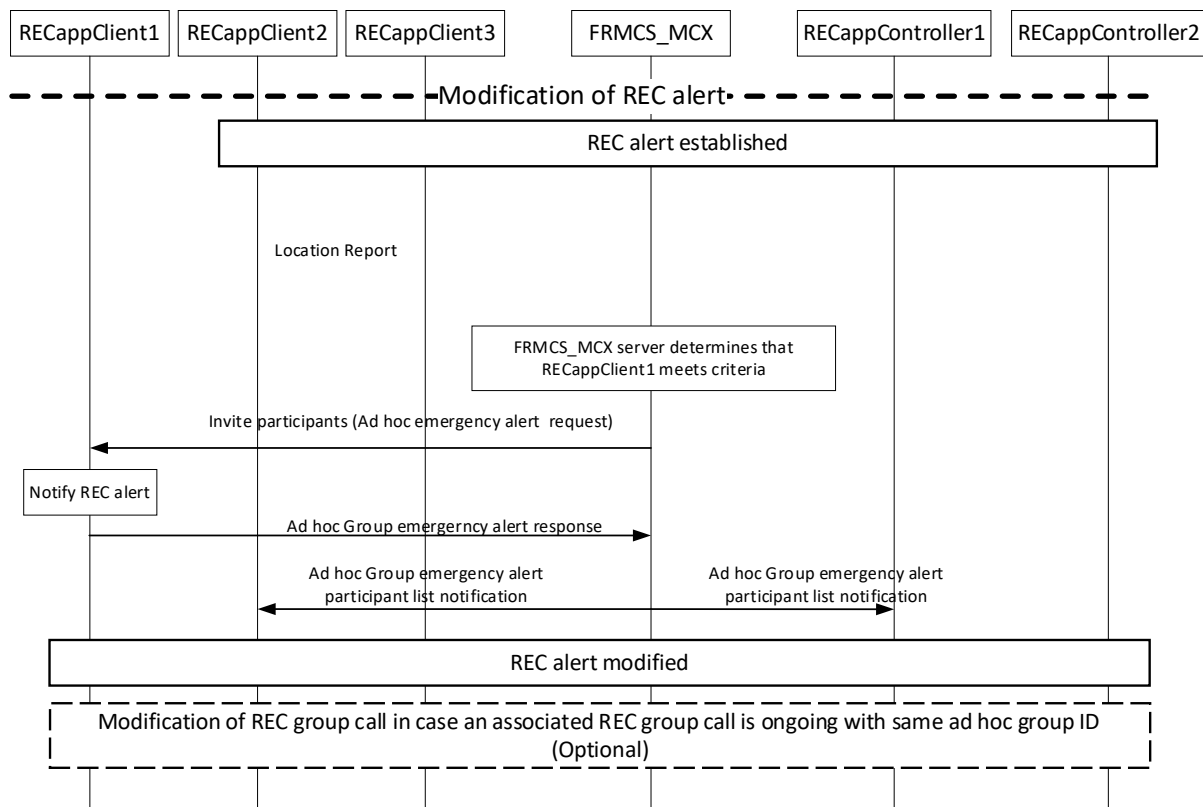 RECappClient1
RECappClient2
RECappClient3
FRMCS_MCX
RECappController1
RECappController2
Modification of REC alert
REC alert established
Location Report
FRMCS_MCX server determines that
RECappClient1 meets criteria
Invite participants (Ad hoc emergency alert request)
Notify REC alert
Ad hoc Group emergerncy alert response
Ad hoc Group emergency alert
participant list notification
Ad hoc Group emergency alert
participant list notification
REC alert modified
Modification of REC group call in case an associated REC group call is ongoing with same ad hoc group ID
(Optional)